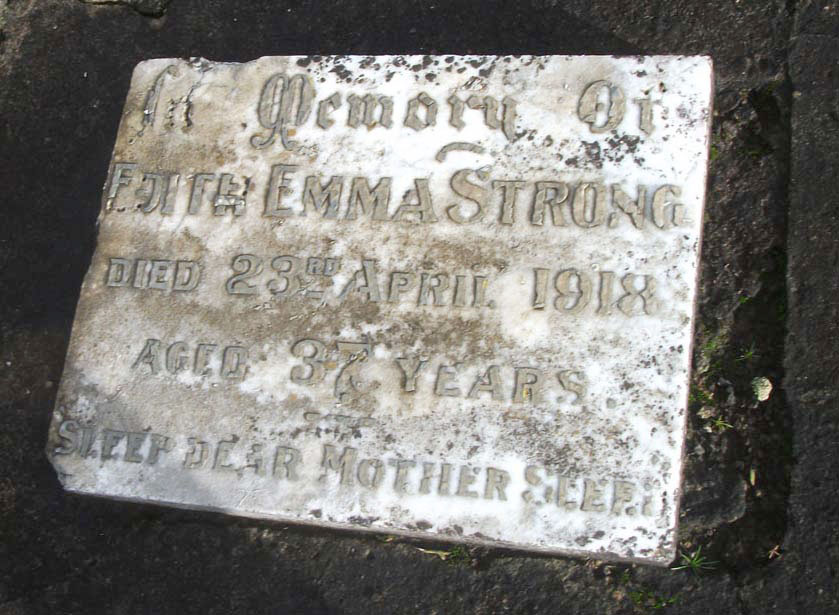 In Memory Of
EDITH EMMA STRONG
DIED 23RD APRIL 1918
AGED 37 YEARS.
SLEEP DEAR MOTHER SLEEP.